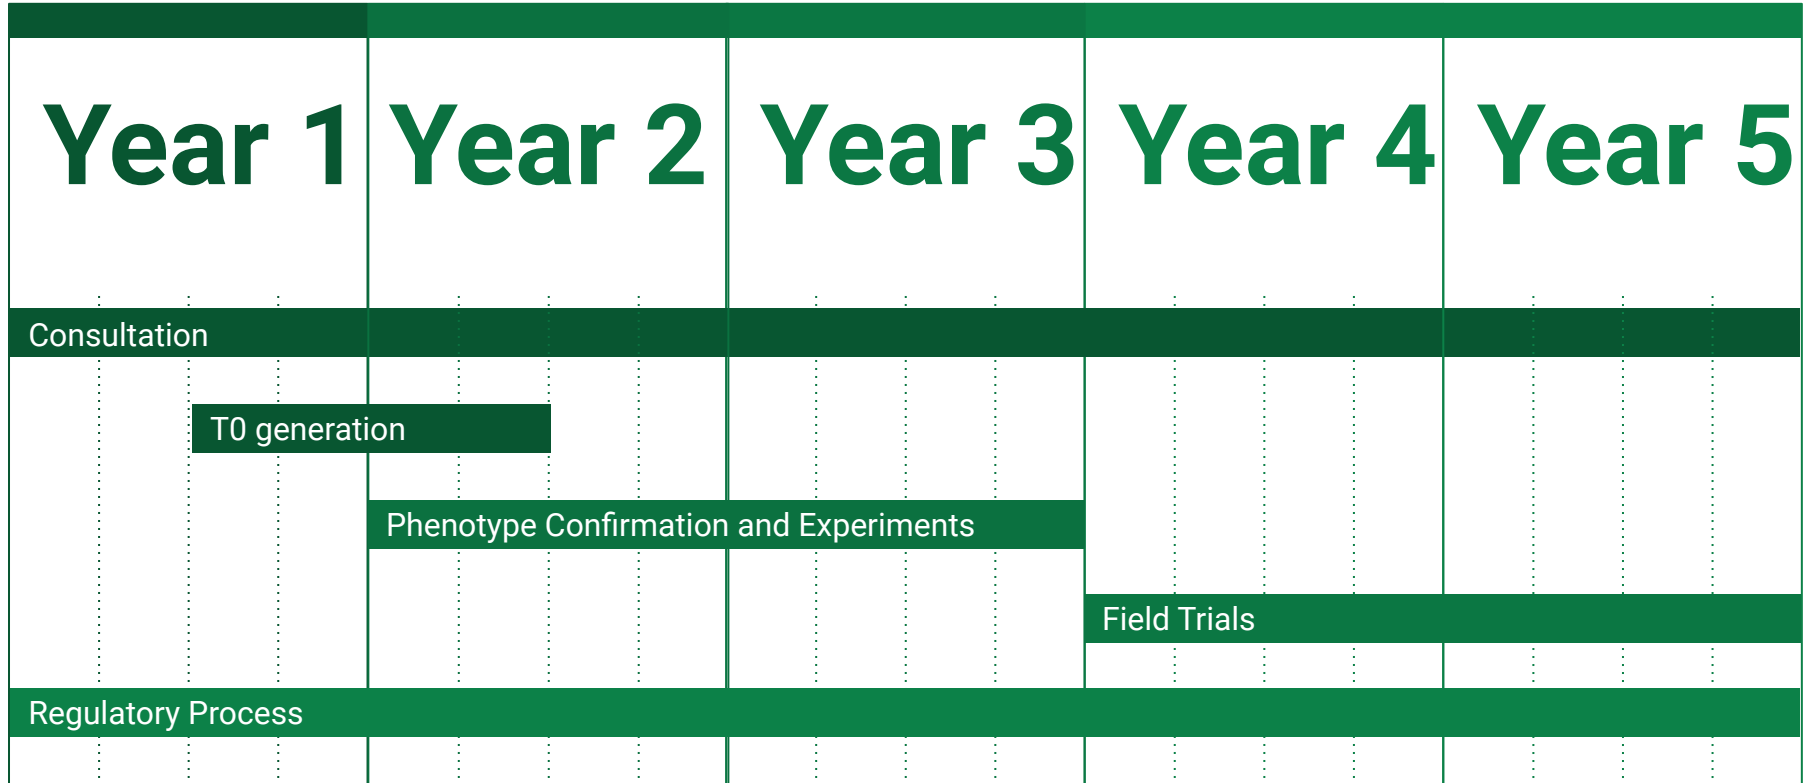 Year 1 Year 2 Year 3 Year 4 Year 5
Consultation
T0 generation
Phenotype Confirmation and Experiments
Field Trials
Regulatory Process